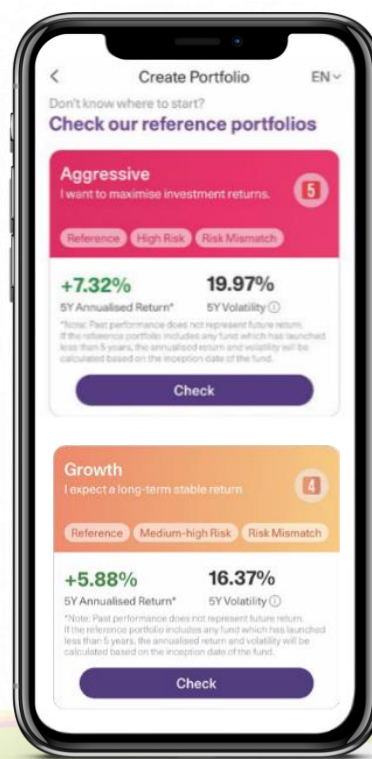 Create Portfolio
EN
Don't know where to start?
Check our reference portfolios
Aggressive
I want to maximise investment returns.
5
Reference
High Risk
Risk Mismatch
+7.32%
19.97%
5Y Annualised Return*
5Y Volatility
*Note: Past performance does not represent future return.
If the reference portfolio includes any fund which has launched
less than 5 years, the annualised return and volatility will be
calculated based on the inception date of the fund.
Check
Growth
I expect a long-term stable return
4
Reference
Medium-high Risk
Risk Mismatch
+5.88%
16.37%
5Y Annualised Return*
5Y Volatility
*Note: Past performance does not represent future return.
If the reference portfolio includes any fund which has launched
less than 5 years, the annualised return and volatility will be
calculated based on the inception date of the fund.
Check